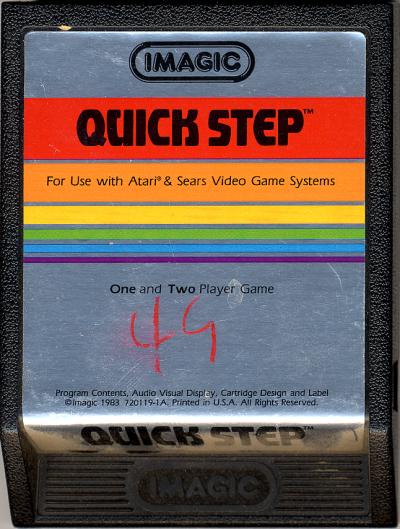 IMAGIC
QUICK STEP™
For Use with Atari® & Sears Video Game Systems
One and Two Player Game
49
Program Contents, Audio Visual Display, Cartridge Design and Label
©Imagic 1983 720119-1A. Printed in U.S.A. All Rights Reserved.
QUICK STEP™
IMAGIC